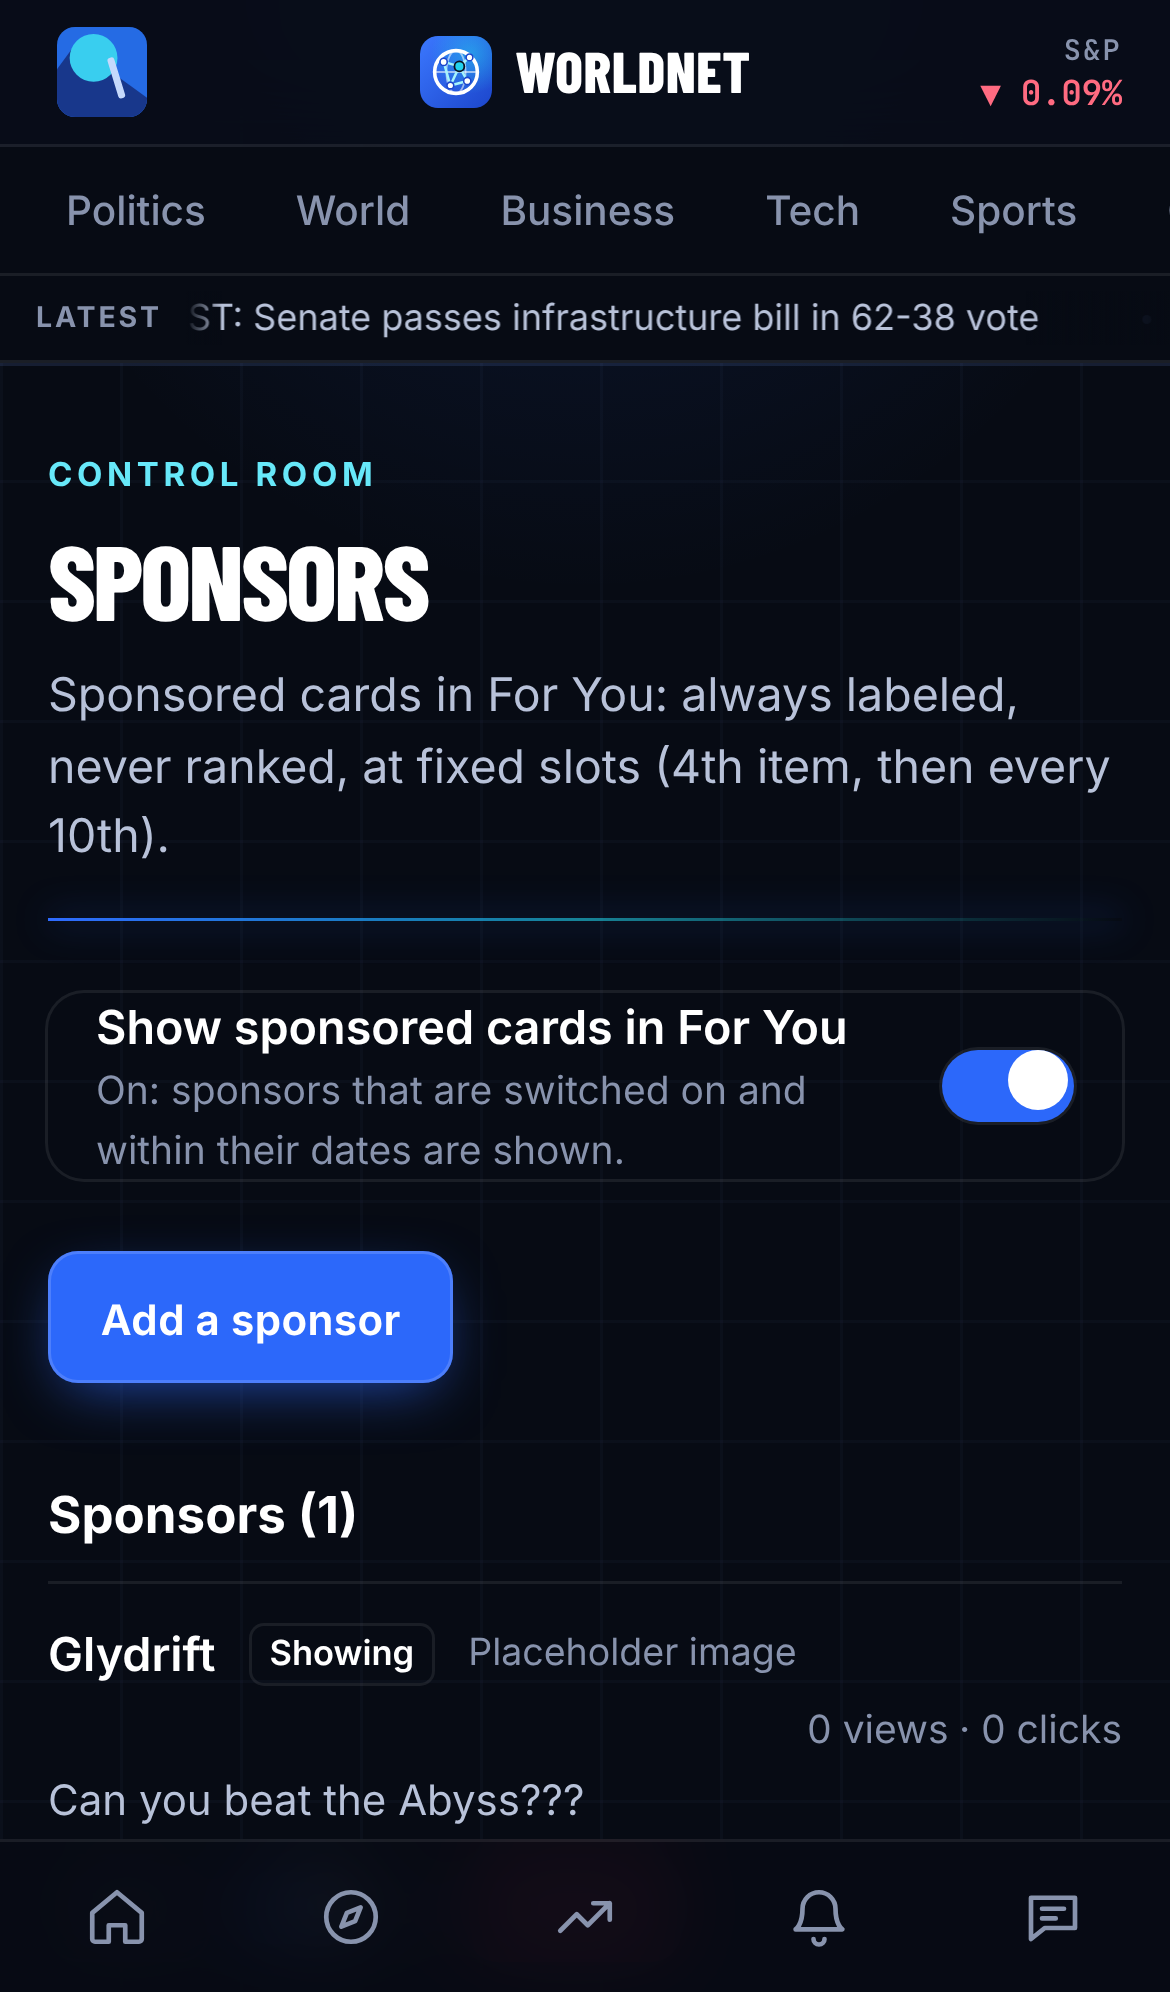 WORLDNET
S&P
▼ 0.09%
Politics World Business Tech Sports
LATEST ST: Senate passes infrastructure bill in 62-38 vote
CONTROL ROOM
SPONSORS
Sponsored cards in For You: always labeled,
never ranked, at fixed slots (4th item, then every
10th).
Show sponsored cards in For You
On: sponsors that are switched on and
within their dates are shown.
Add a sponsor
Sponsors (1)
Glydrift Showing Placeholder image
0 views · 0 clicks
Can you beat the Abyss???